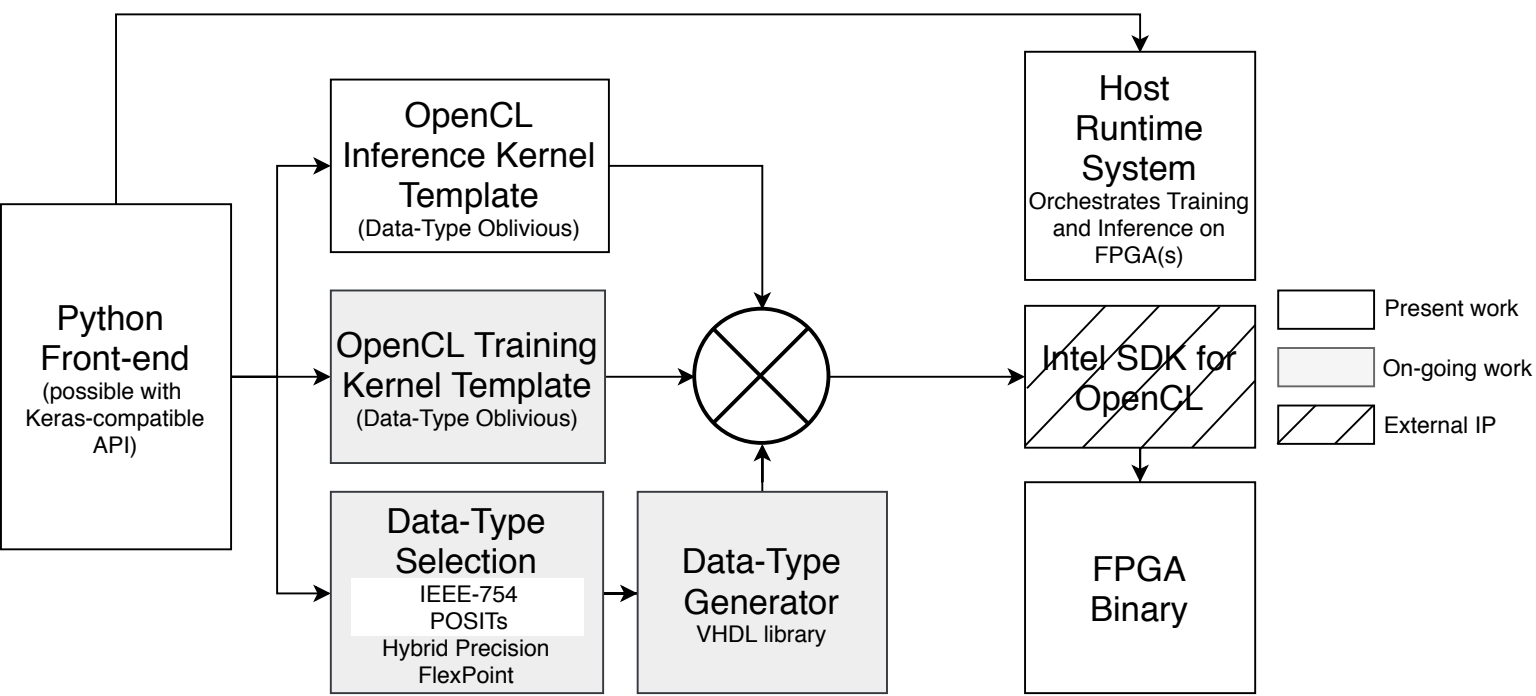 Python
Front-end
(possible with
Keras-compatible
API)
OpenCL
Inference Kernel
Template
(Data-Type Oblivious)
OpenCL Training
Kernel Template
(Data-Type Oblivious)
Data-Type
Selection
IEEE-754
POSITs
Hybrid Precision
FlexPoint
Data-Type
Generator
VHDL library
Host
Runtime
System
Orchestrates Training
and Inference on
FPGA(s)
Intel SDK for
OpenCL
FPGA
Binary
Present work
On-going work
External IP